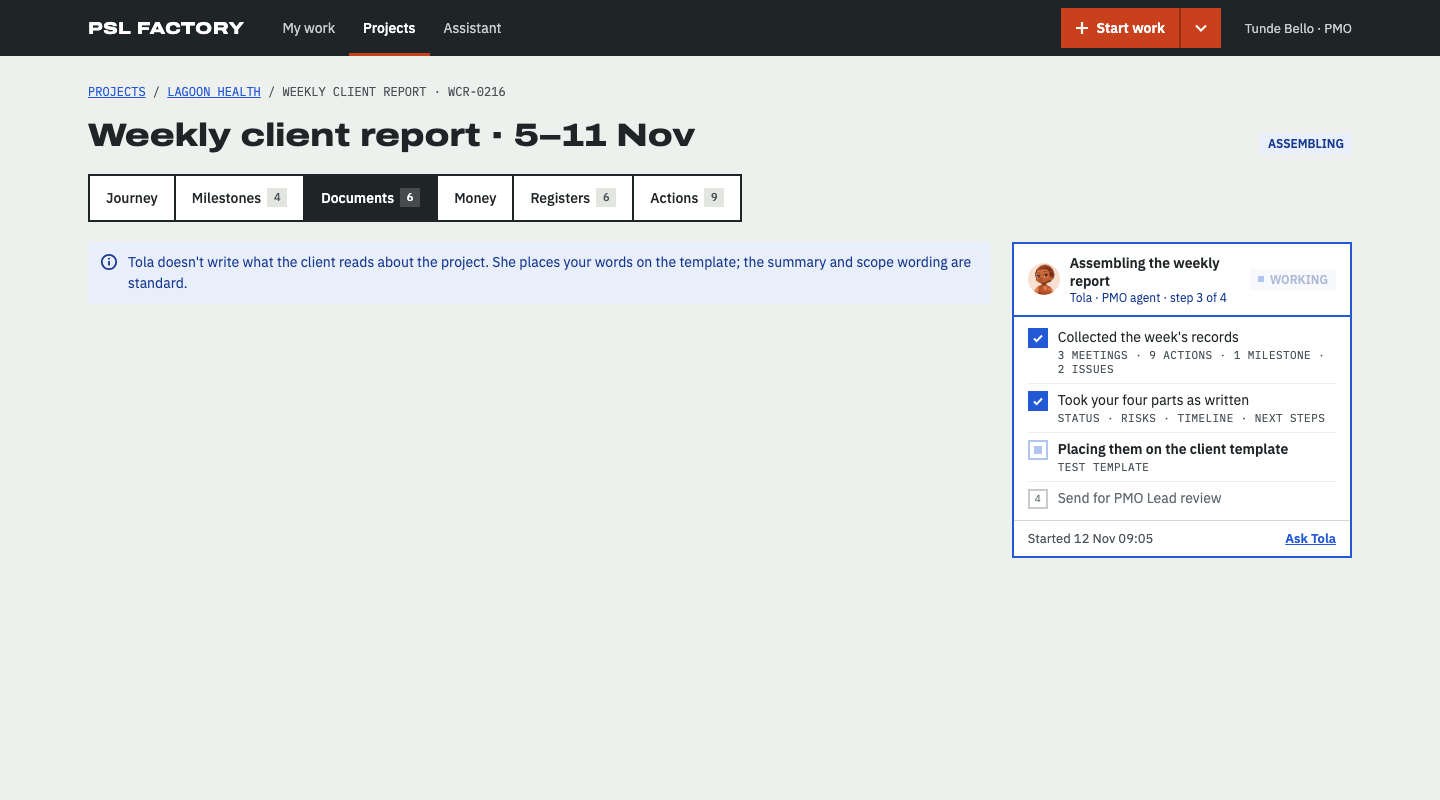 PSL FACTORY
My work
Projects
Assistant
Start work
Tunde Bello · PMO
PROJECTS / LAGOON HEALTH / WEEKLY CLIENT REPORT · WCR-0216
Weekly client report · 5–11 Nov
ASSEMBLING
Journey
Milestones 4
Documents 6
Money
Registers 6
Actions 9
Tola doesn't write what the client reads about the project. She places your words on the template; the summary and scope wording are
standard.
Assembling the weekly
report
Tola · PMO agent · step 3 of 4
WORKING
Collected the week's records
3 MEETINGS · 9 ACTIONS · 1 MILESTONE ·
2 ISSUES
Took your four parts as written
STATUS · RISKS · TIMELINE · NEXT STEPS
Placing them on the client template
TEST TEMPLATE
4 Send for PMO Lead review
Started 12 Nov 09:05
Ask Tola